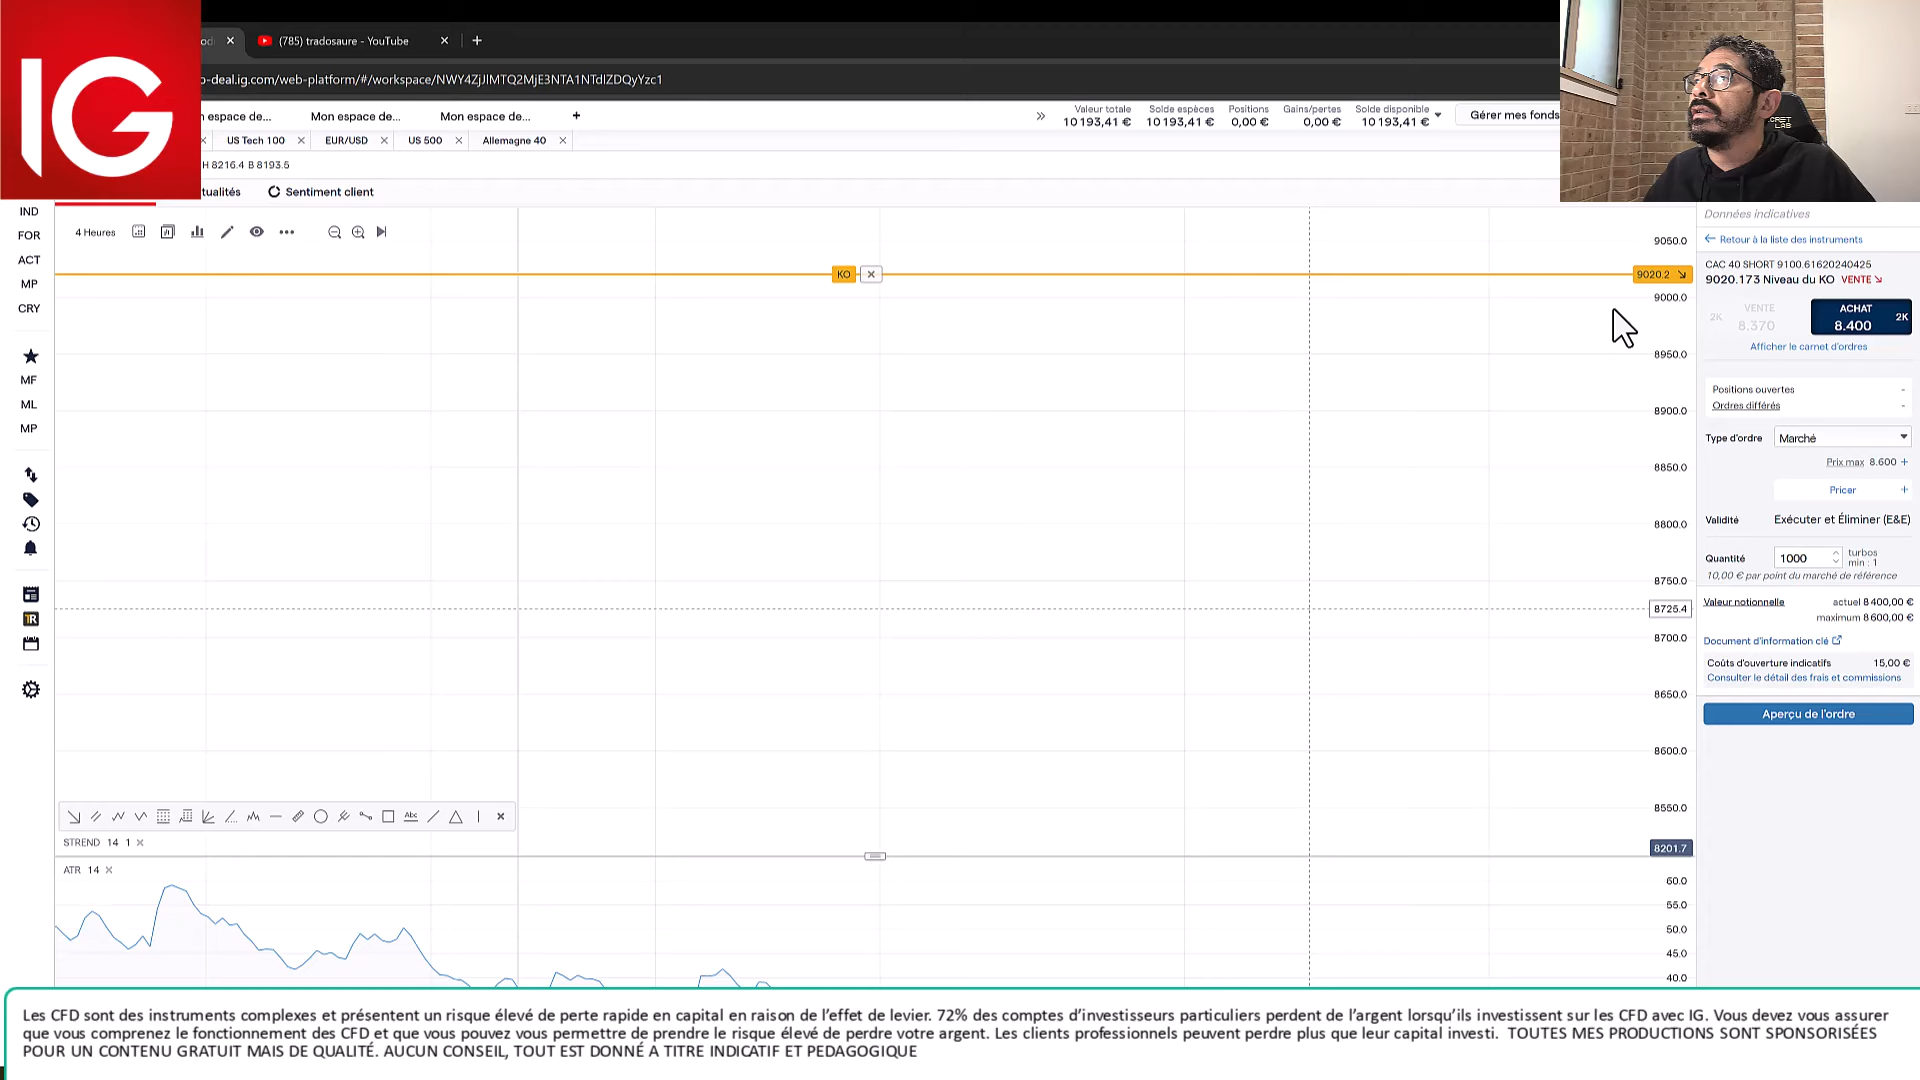 IG
od
(785) tradosaure - YouTube
o-deal.ig.com/web-platform/#/workspace/NWY4ZjJlMTQ2MjE3NTA1NTdlZDQyYzc1
n espace de...
Mon espace de...
Mon espace de...
Valeur totale
10 193,41 €
Solde espèces
10 193,41 €
Positions
0,00 €
Gains/pertes
0,00 €
Solde disponible
10 193,41 €
Gérer mes fonds
US Tech 100
EUR/USD
US 500
Allemagne 40
H 8216.4 B 8193.5
tualités
Sentiment client
IND
FOR
ACT
MP
CRY
MF
ML
MP
4 Heures
KO
9020.2
9050.0
9000.0
8950.0
8900.0
8850.0
8800.0
8750.0
8725.4
8700.0
8650.0
8600.0
8550.0
8201.7
Abc
STREND 14 1
ATR 14
60.0
55.0
50.0
45.0
40.0
Données indicatives
Retour à la liste des instruments
CAC 40 SHORT 9100.61620240425
9020.173 Niveau du KO VENTE
2K
VENTE
8.370
ACHAT
8.400
2K
Afficher le carnet d'ordres
Positions ouvertes -
Ordres différés -
Type d'ordre Marché
Prix max 8.600 +
Pricer +
Validité Exécuter et Éliminer (E&E)
Quantité 1000 turbos
min : 1
10,00 € par point du marché de référence
Valeur notionnelle actuel 8 400,00 €
maximum 8 600,00 €
Document d'information clé
Coûts d'ouverture indicatifs 15,00 €
Consulter le détail des frais et commissions
Aperçu de l'ordre
Les CFD sont des instruments complexes et présentent un risque élevé de perte rapide en capital en raison de l'effet de levier. 72% des comptes d'investisseurs particuliers perdent de l'argent lorsqu'ils investissent sur les CFD avec IG. Vous devez vous assurer
que vous comprenez le fonctionnement des CFD et que vous pouvez vous permettre de prendre le risque élevé de perdre votre argent. Les clients professionnels peuvent perdre plus que leur capital investi. TOUTES MES PRODUCTIONS SONT SPONSORISÉES
POUR UN CONTENU GRATUIT MAIS DE QUALITÉ. AUCUN CONSEIL, TOUT EST DONNÉ A TITRE INDICATIF ET PEDAGOGIQUE